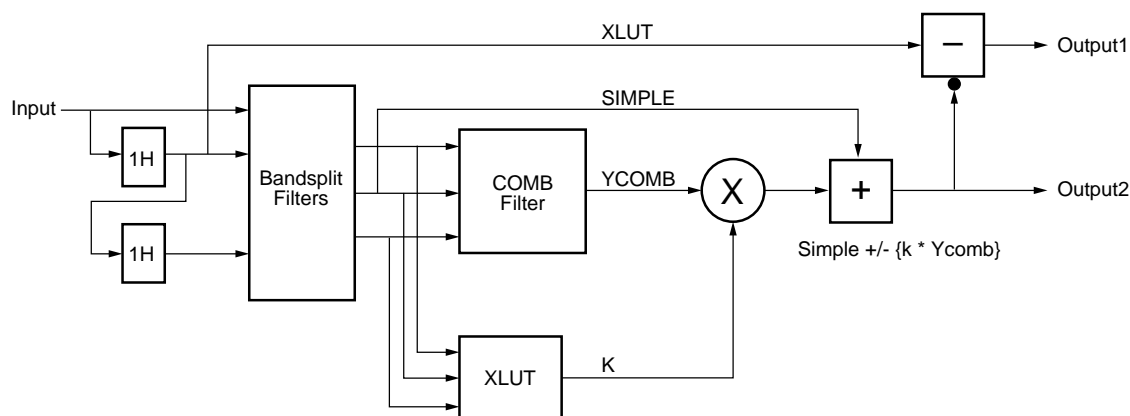 XLUT
−
Output1
Input
SIMPLE
1H
Bandsplit
Filters
COMB
Filter
YCOMB
X
+
Output2
1H
Simple +/- {k * Ycomb}
XLUT
K